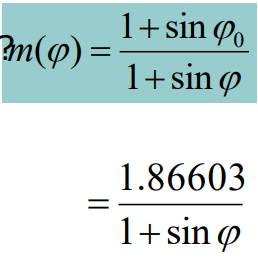 ?m(φ) = (1 + sin φ₀) / (1 + sin φ)
= 1.86603 / (1 + sin φ)